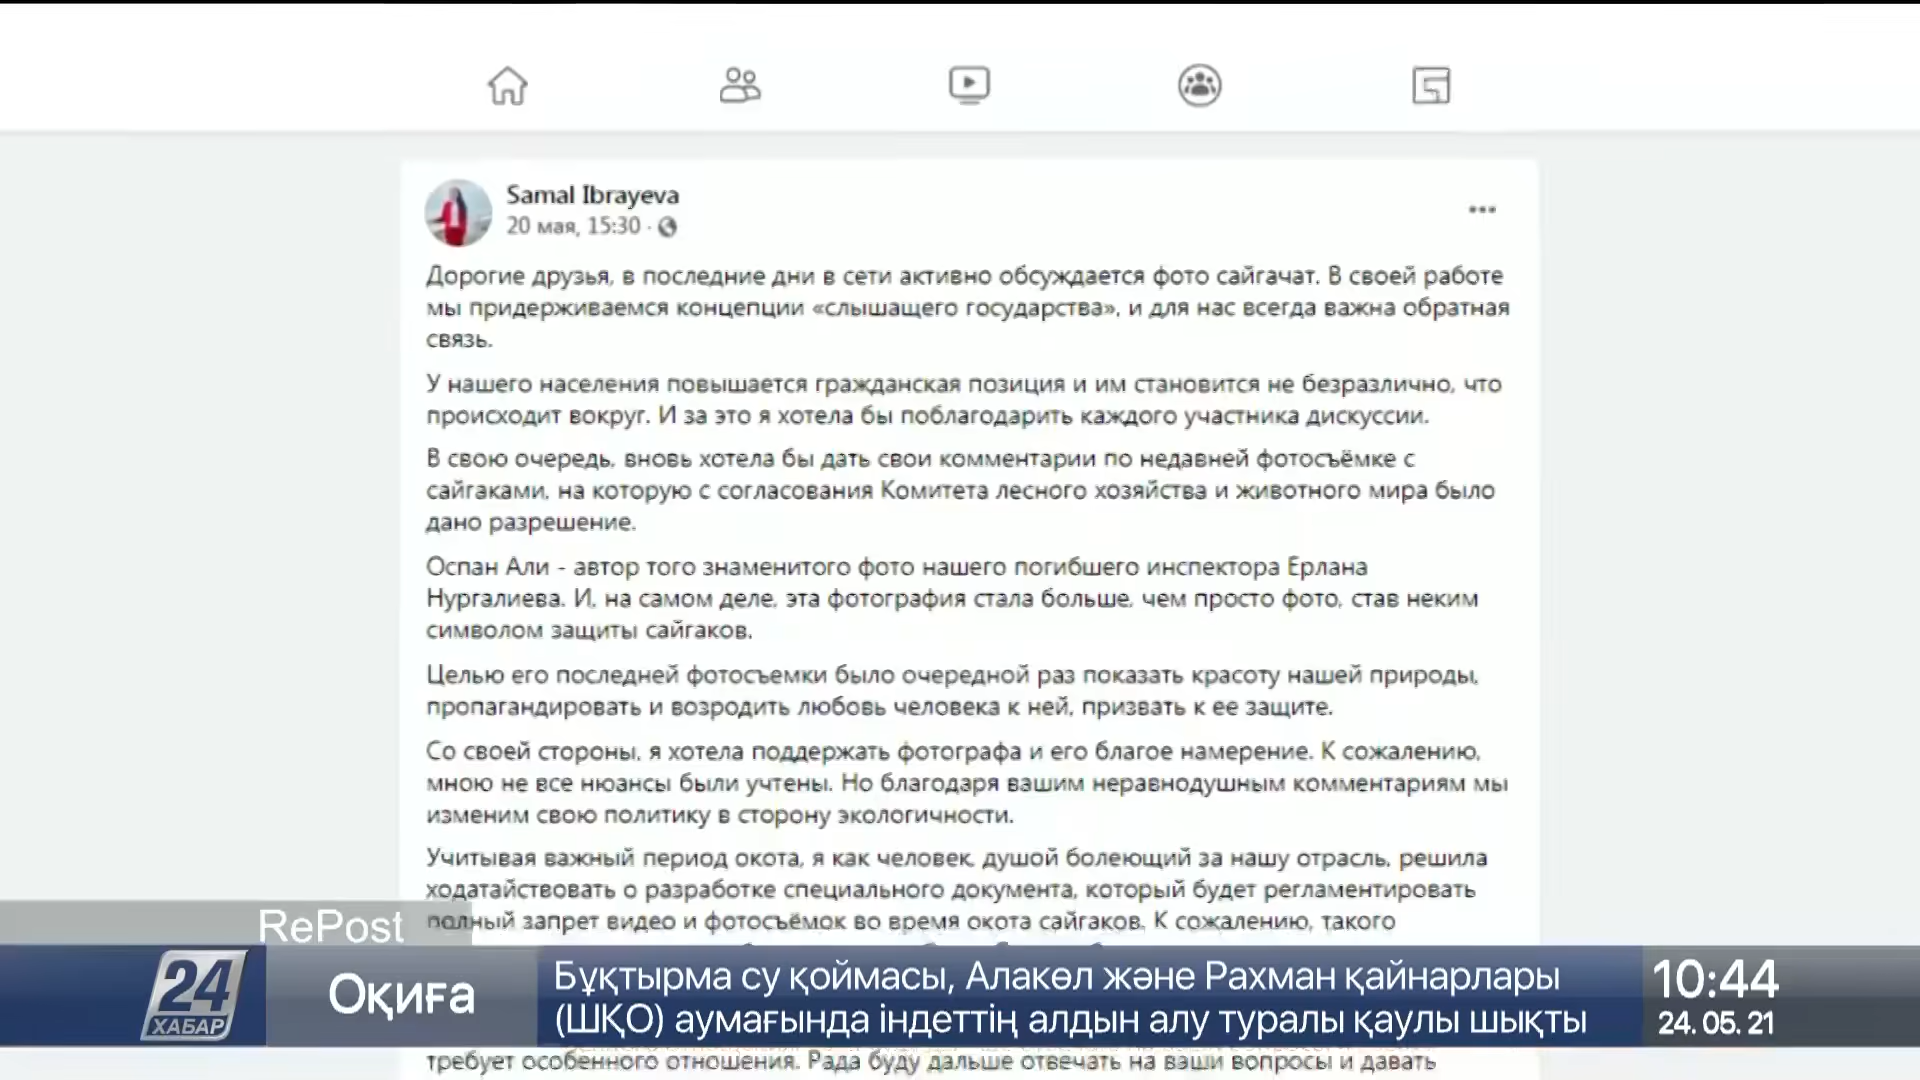 Samal Ibrayeva
20 мая, 15:30 ·
Дорогие друзья, в последние дни в сети активно обсуждается фото сайгачат. В своей работе
мы придерживаемся концепции «слышащего государства», и для нас всегда важна обратная
связь.
У нашего населения повышается гражданская позиция и им становится не безразлично, что
происходит вокруг. И за это я хотела бы поблагодарить каждого участника дискуссии.
В свою очередь, вновь хотела бы дать свои комментарии по недавней фотосъёмке с
сайгаками, на которую с согласования Комитета лесного хозяйства и животного мира было
дано разрешение.
Оспан Али - автор того знаменитого фото нашего погибшего инспектора Ерлана
Нургалиева. И, на самом деле, эта фотография стала больше, чем просто фото, став неким
символом защиты сайгаков.
Целью его последней фотосъемки было очередной раз показать красоту нашей природы,
пропагандировать и возродить любовь человека к ней, призвать к ее защите.
Со своей стороны, я хотела поддержать фотографа и его благое намерение. К сожалению,
мною не все нюансы были учтены. Но благодаря вашим неравнодушным комментариям мы
изменим свою политику в сторону экологичности.
Учитывая важный период окота, я как человек, душой болеющий за нашу отрасль, решила
ходатайствовать о разработке специального документа, который будет регламентировать
полный запрет видео и фотосъёмок во время окота сайгаков. К сожалению, такого
RePost
24
ХАБАР
Оқиға
Бұқтырма су қоймасы, Алакөл және Рахман қайнарлары
(ШҚО) аумағында індеттің алдын алу туралы қаулы шықты
10:44
24. 05. 21
требует особенного отношения. Рада буду дальше отвечать на ваши вопросы и давать